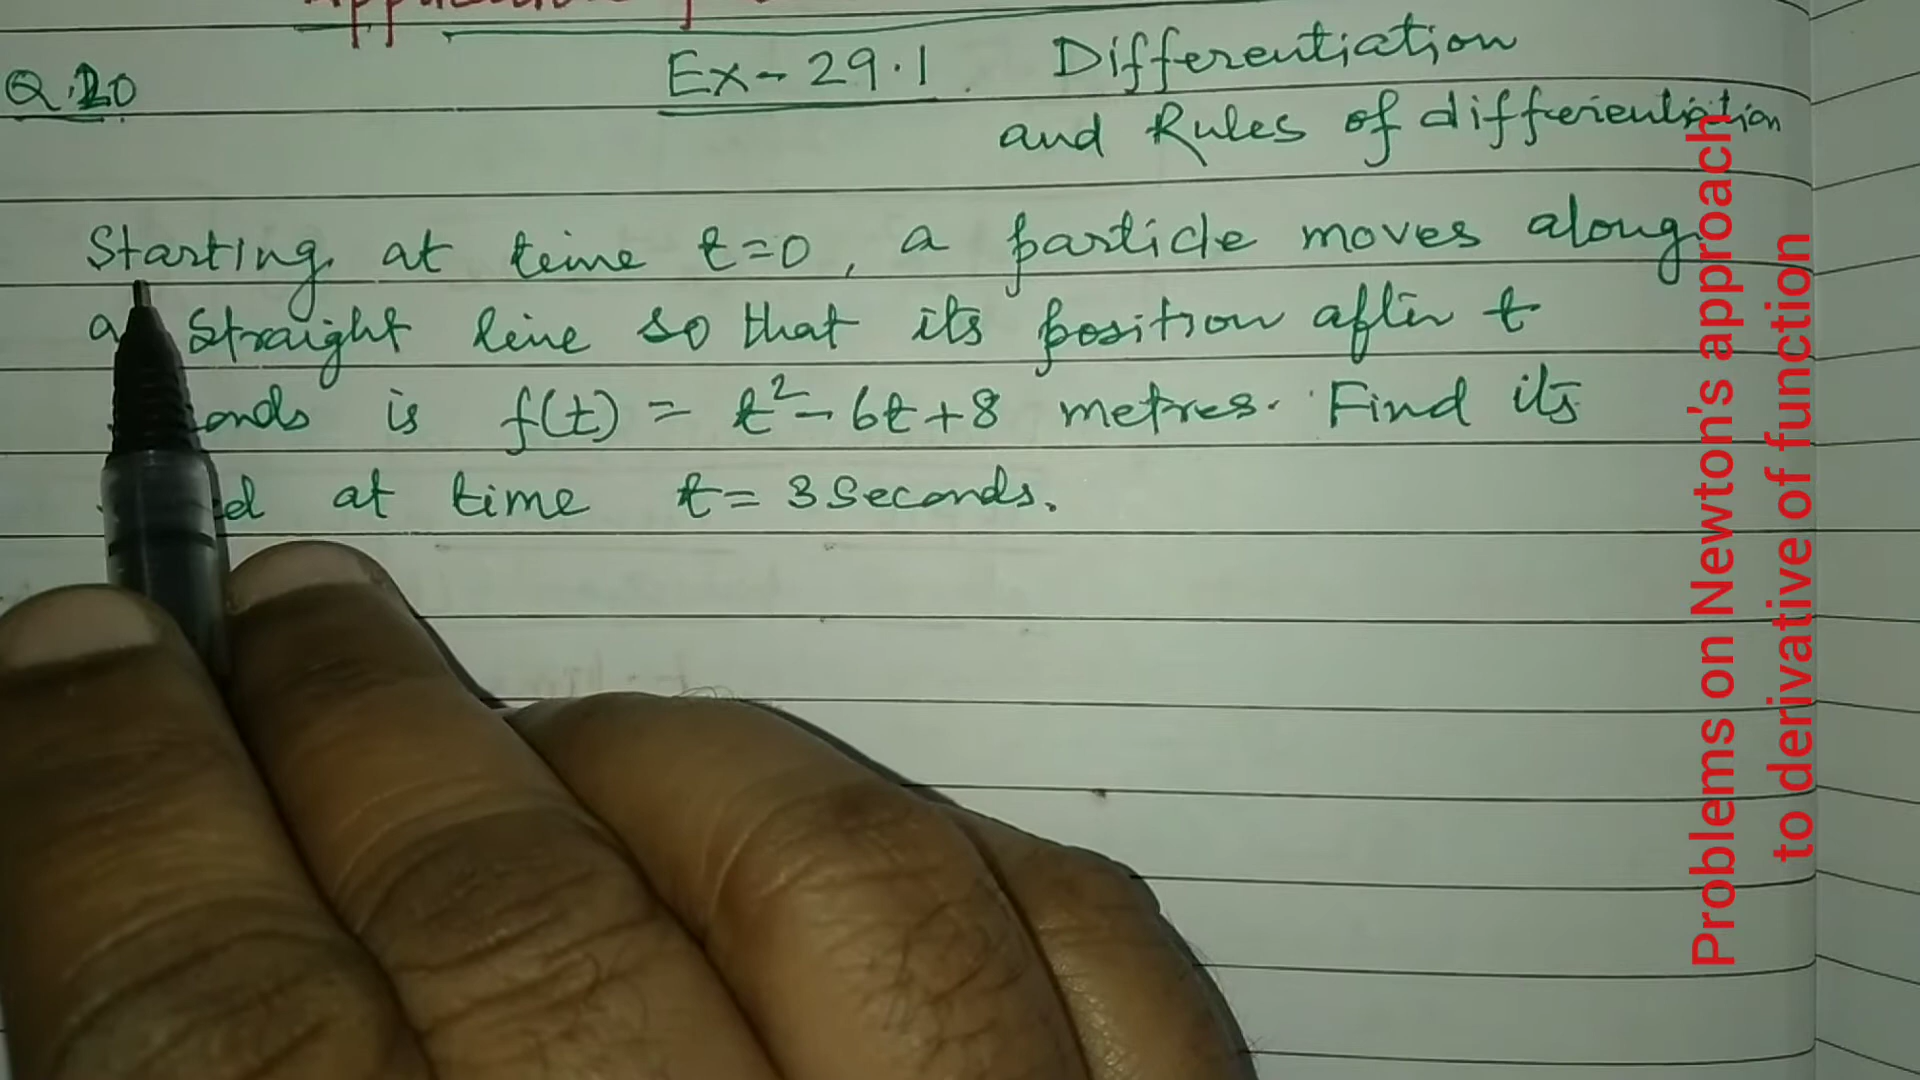 Q.20
Ex-29.1 Differentiation
and Rules of differentiation
Starting at time t=0, a particle moves along
a straight line so that its position after t
onds is f(t) = t²-6t+8 metres. Find its
ed at time t= 3 Seconds.
Problems on Newton's approach
to derivative of function